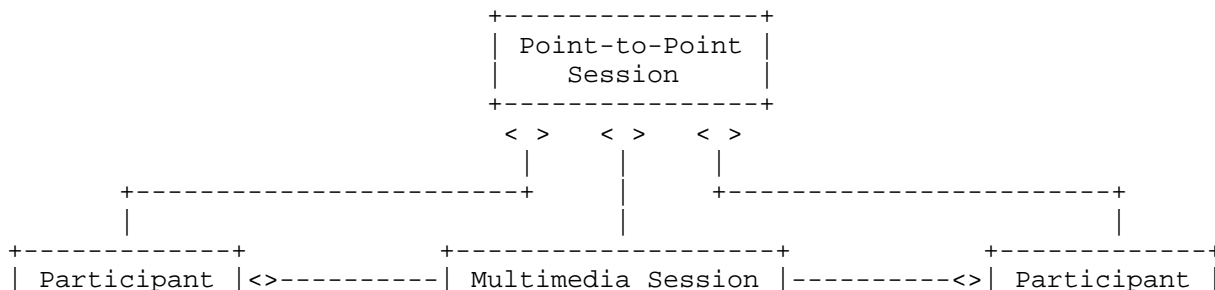 Point-to-Point
Session
Participant <> Multimedia Session <> Participant